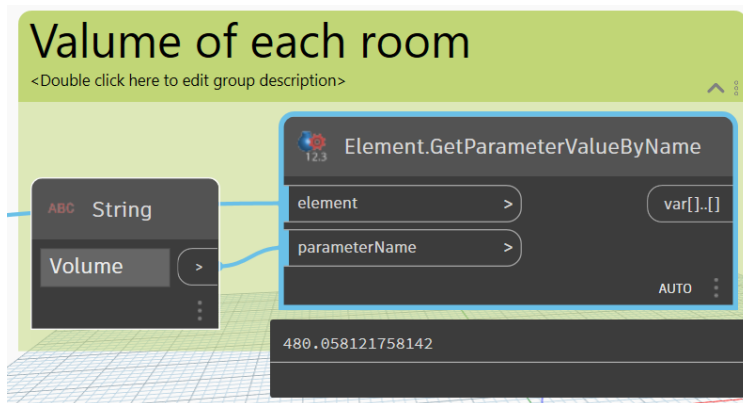 Valume of each room
<Double click here to edit group description>
12.3 Element.GetParameterValueByName
ABC String
element >
var[]..[]
Volume >
parameterName >
AUTO
480.058121758142